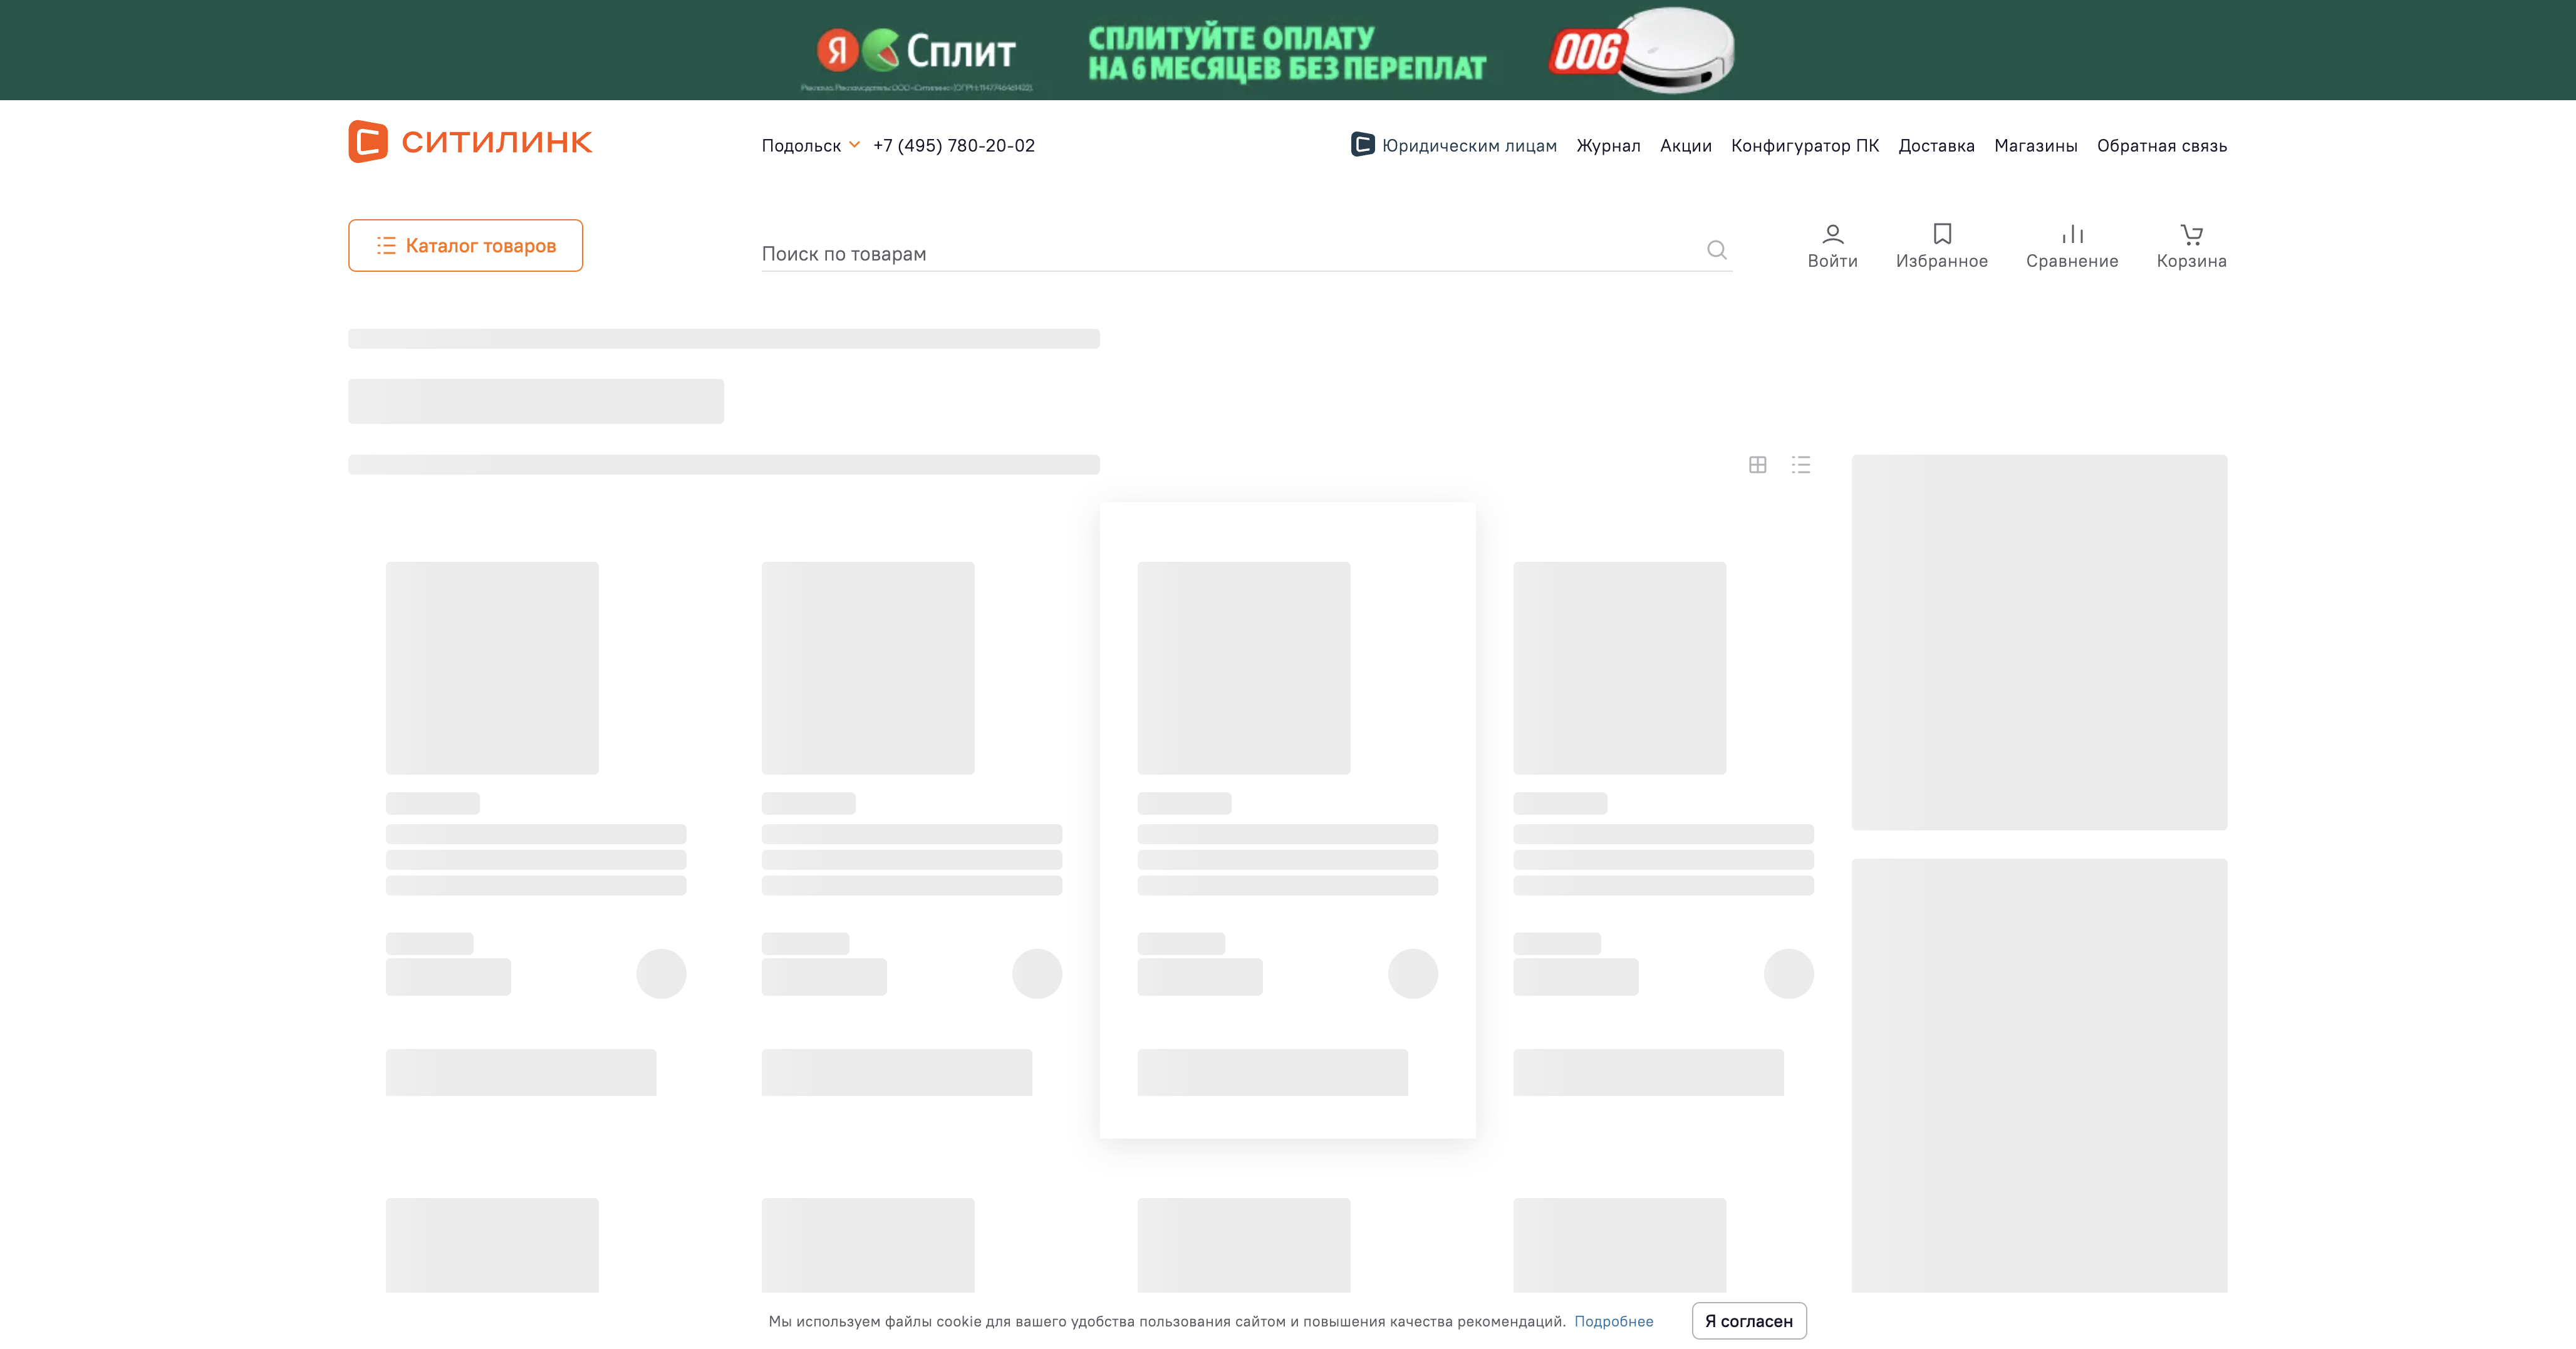 Я Сплит
Реклама. Рекламодатель: ООО «Ситилинк» (ОГРН: 1147746461422).
СПЛИТУЙТЕ ОПЛАТУ
НА 6 МЕСЯЦЕВ БЕЗ ПЕРЕПЛАТ
006
СИТИЛИНК
Подольск
+7 (495) 780-20-02
Юридическим лицам
Журнал
Акции
Конфигуратор ПК
Доставка
Магазины
Обратная связь
Каталог товаров
Поиск по товарам
Войти
Избранное
Сравнение
Корзина
Мы используем файлы cookie для вашего удобства пользования сайтом и повышения качества рекомендаций. Подробнее
Я согласен